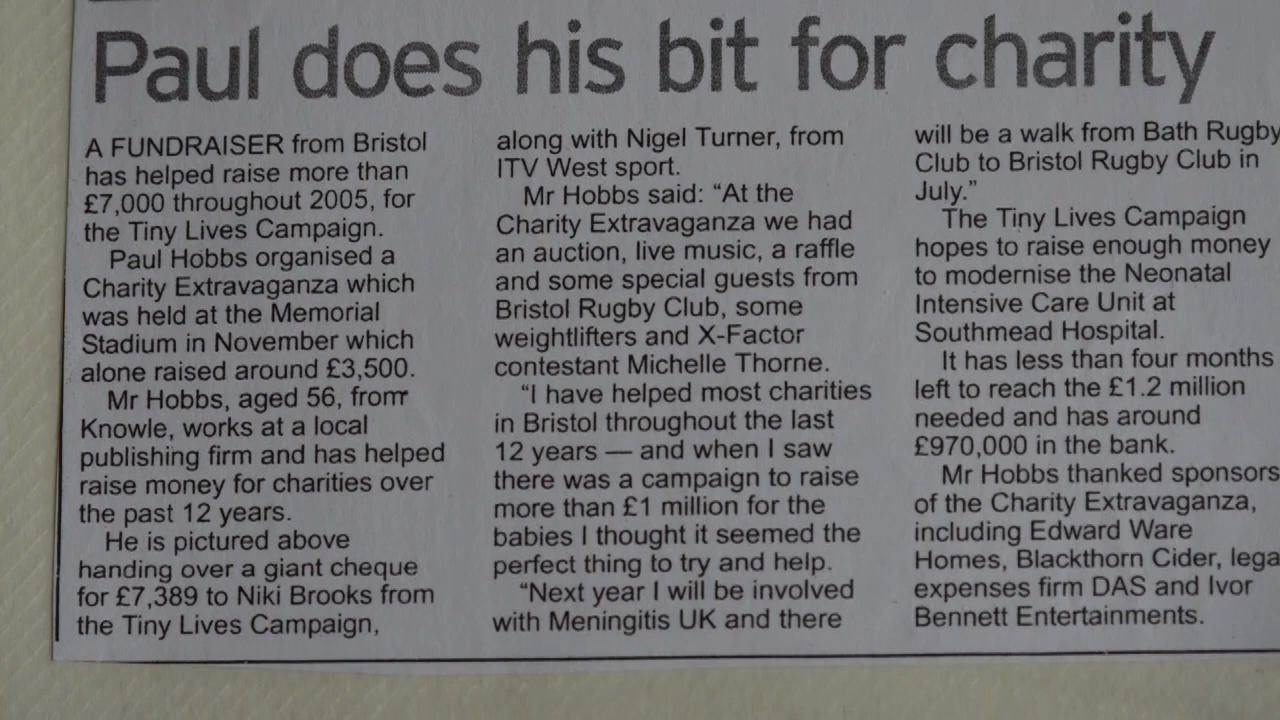 Paul does his bit for charity
A FUNDRAISER from Bristol
has helped raise more than
£7,000 throughout 2005, for
the Tiny Lives Campaign.
Paul Hobbs organised a
Charity Extravaganza which
was held at the Memorial
Stadium in November which
alone raised around £3,500.
Mr Hobbs, aged 56, from
Knowle, works at a local
publishing firm and has helped
raise money for charities over
the past 12 years.
He is pictured above
handing over a giant cheque
for £7,389 to Niki Brooks from
the Tiny Lives Campaign,
along with Nigel Turner, from
ITV West sport.
Mr Hobbs said: “At the
Charity Extravaganza we had
an auction, live music, a raffle
and some special guests from
Bristol Rugby Club, some
weightlifters and X-Factor
contestant Michelle Thorne.
“I have helped most charities
in Bristol throughout the last
12 years — and when I saw
there was a campaign to raise
more than £1 million for the
babies I thought it seemed the
perfect thing to try and help.
“Next year I will be involved
with Meningitis UK and there
will be a walk from Bath Rugby
Club to Bristol Rugby Club in
July.”
The Tiny Lives Campaign
hopes to raise enough money
to modernise the Neonatal
Intensive Care Unit at
Southmead Hospital.
It has less than four months
left to reach the £1.2 million
needed and has around
£970,000 in the bank.
Mr Hobbs thanked sponsors
of the Charity Extravaganza,
including Edward Ware
Homes, Blackthorn Cider, lega
expenses firm DAS and Ivor
Bennett Entertainments.